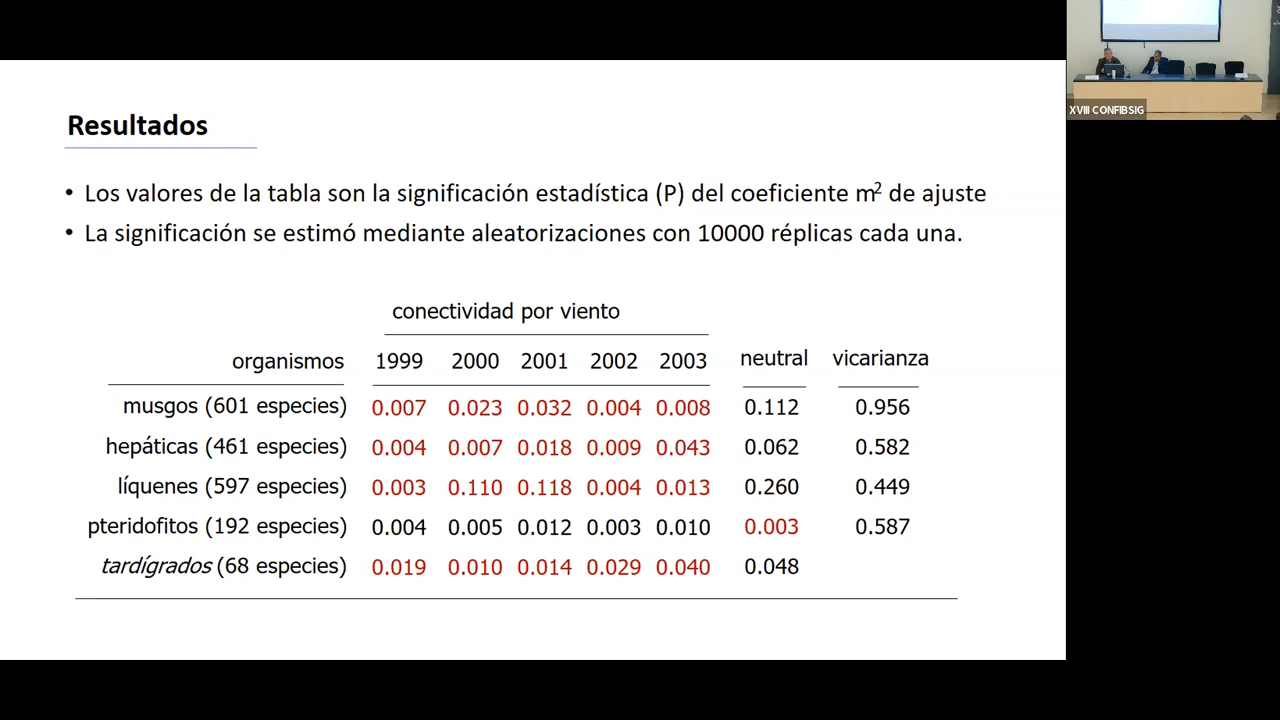 XVIII CONFIBSIG
Resultados
• Los valores de la tabla son la significación estadística (P) del coeficiente m² de ajuste
• La significación se estimó mediante aleatorizaciones con 10000 réplicas cada una.
conectividad por viento
organismos 1999 2000 2001 2002 2003 neutral vicarianza
musgos (601 especies) 0.007 0.023 0.032 0.004 0.008 0.112 0.956
hepáticas (461 especies) 0.004 0.007 0.018 0.009 0.043 0.062 0.582
líquenes (597 especies) 0.003 0.110 0.118 0.004 0.013 0.260 0.449
pteridofitos (192 especies) 0.004 0.005 0.012 0.003 0.010 0.003 0.587
tardígrados (68 especies) 0.019 0.010 0.014 0.029 0.040 0.048